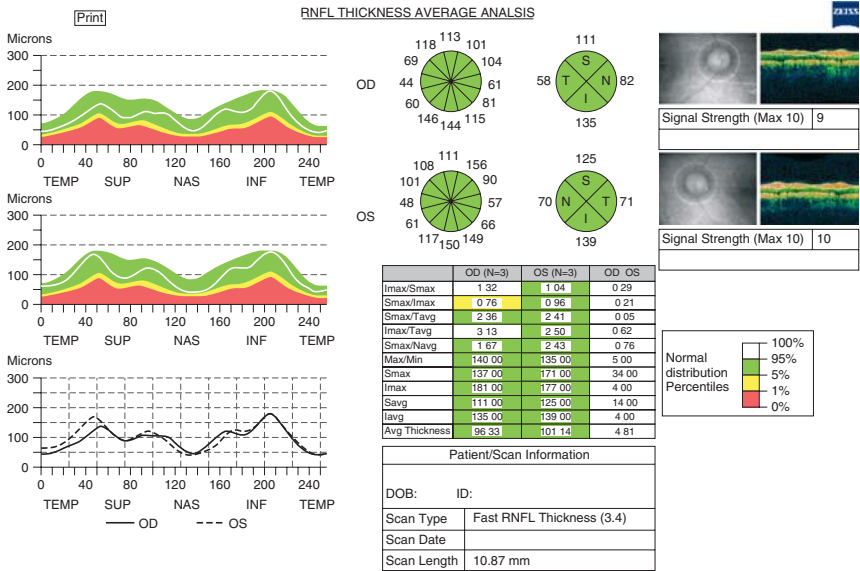 RNFL THICKNESS AVERAGE ANALSIS
Print
ZEISS
Microns
300
200
100
0
0 40 80 120 160 200 240
TEMP SUP NAS INF TEMP
Microns
300
200
100
0
0 40 80 120 160 200 240
TEMP SUP NAS INF TEMP
Microns
300
200
100
0
0 40 80 120 160 200 240
TEMP SUP NAS INF TEMP
OD OS
OD
113
118 101
69 104
44 61
60 81
146 115
144
111
S
58 T N 82
I
135
OS
111
108 156
101 90
48 57
61 66
117 149
150
125
S
70 N T 71
I
139
Signal Strength (Max 10) 9
Signal Strength (Max 10) 10
OD (N=3) OS (N=3) OD OS
Imax/Smax 1 32 1 04 0 29
Smax/Imax 0 76 0 96 0 21
Smax/Tavg 2 36 2 41 0 05
Imax/Tavg 3 13 2 50 0 62
Smax/Navg 1 67 2 43 0 76
Max/Min 140 00 135 00 5 00
Smax 137 00 171 00 34 00
Imax 181 00 177 00 4 00
Savg 111 00 125 00 14 00
Iavg 135 00 139 00 4 00
Avg Thickness 96 33 101 14 4 81
Normal
distribution
Percentiles
100%
95%
5%
1%
0%
Patient/Scan Information
DOB: ID:
Scan Type Fast RNFL Thickness (3.4)
Scan Date
Scan Length 10.87 mm